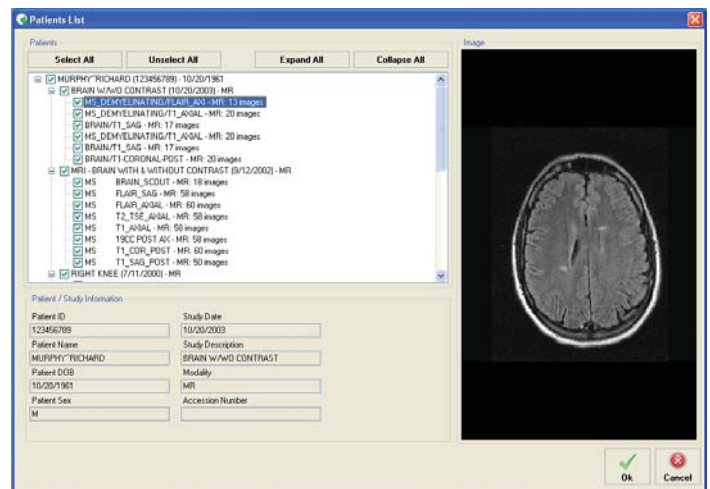 Patients List
Patients
Image
Select All
Unselect All
Expand All
Collapse All
MURPHY^RICHARD (123456789) - 10/20/1961
BRAIN W/WO CONTRAST (10/20/2003) - MR
MS_DEMYELINATING/FLAIR_AXI - MR: 13 images
MS_DEMYELINATING/T1_AXIAL - MR: 20 images
BRAIN/T1_SAG - MR: 17 images
MS_DEMYELINATING/T1_AXIAL - MR: 20 images
BRAIN/T1_SAG - MR: 17 images
BRAIN/T1-CORONAL-POST - MR: 20 images
MRI - BRAIN WITH & WITHOUT CONTRAST (9/12/2002) - MR
MS BRAIN_SCOUT - MR: 18 images
MS FLAIR_SAG - MR: 58 images
MS FLAIR_AXIAL - MR: 60 images
MS T2_TSE_AXIAL - MR: 58 images
MS T1_AXIAL - MR: 58 images
MS 19CC POST AX - MR: 58 images
MS T1_COR_POST - MR: 60 images
MS T1_SAG_POST - MR: 50 images
RIGHT KNEE (7/11/2000) - MR
Patient / Study Information
Patient ID
Study Date
123456789
10/20/2003
Patient Name
Study Description
MURPHY^RICHARD
BRAIN W/WO CONTRAST
Patient DOB
Modality
10/20/1961
MR
Patient Sex
Accession Number
M
Ok
Cancel